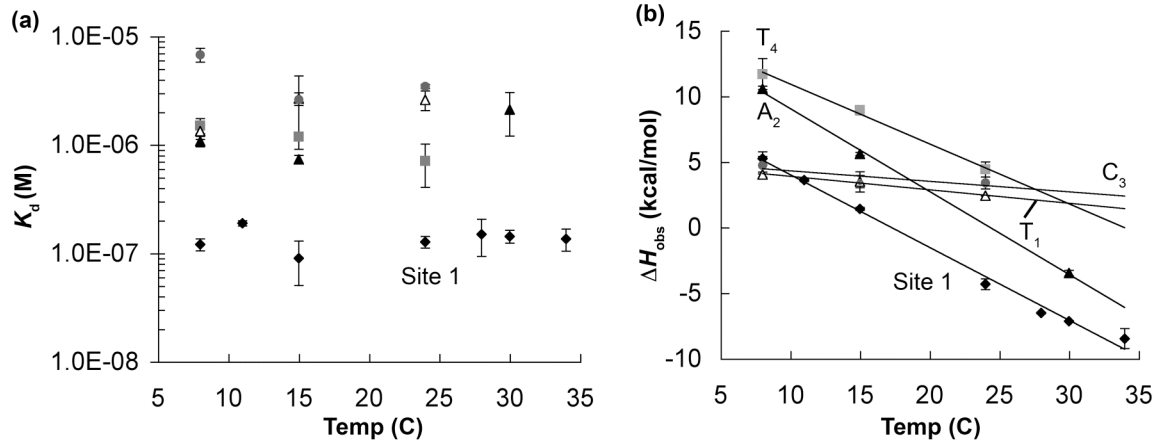 (a)
1.0E-05
1.0E-06
1.0E-07
1.0E-08
Kd (M)
Site 1
5 10 15 20 25 30 35
Temp (C)
(b)
15
10
5
0
-5
-10
ΔHobs (kcal/mol)
T4
A2
C3
T1
Site 1
5 10 15 20 25 30 35
Temp (C)